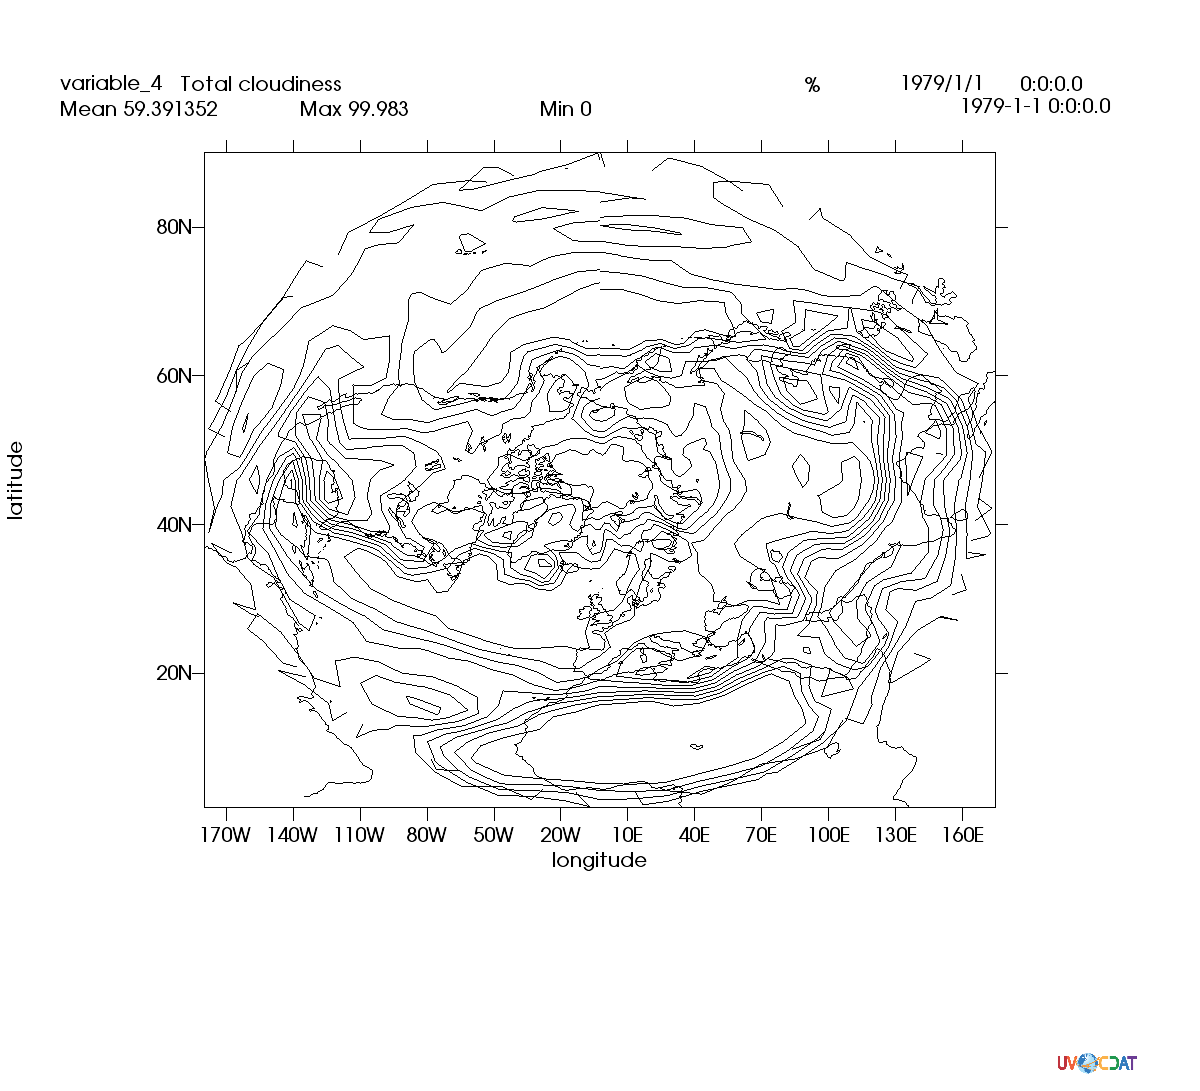 variable_4 Total cloudiness % 1979/1/1 0:0:0.0
Mean 59.391352 Max 99.983 Min 0 1979-1-1 0:0:0.0
80N
60N
latitude
40N
20N
170W 140W 110W 80W 50W 20W 10E 40E 70E 100E 130E 160E
longitude
UV CDAT